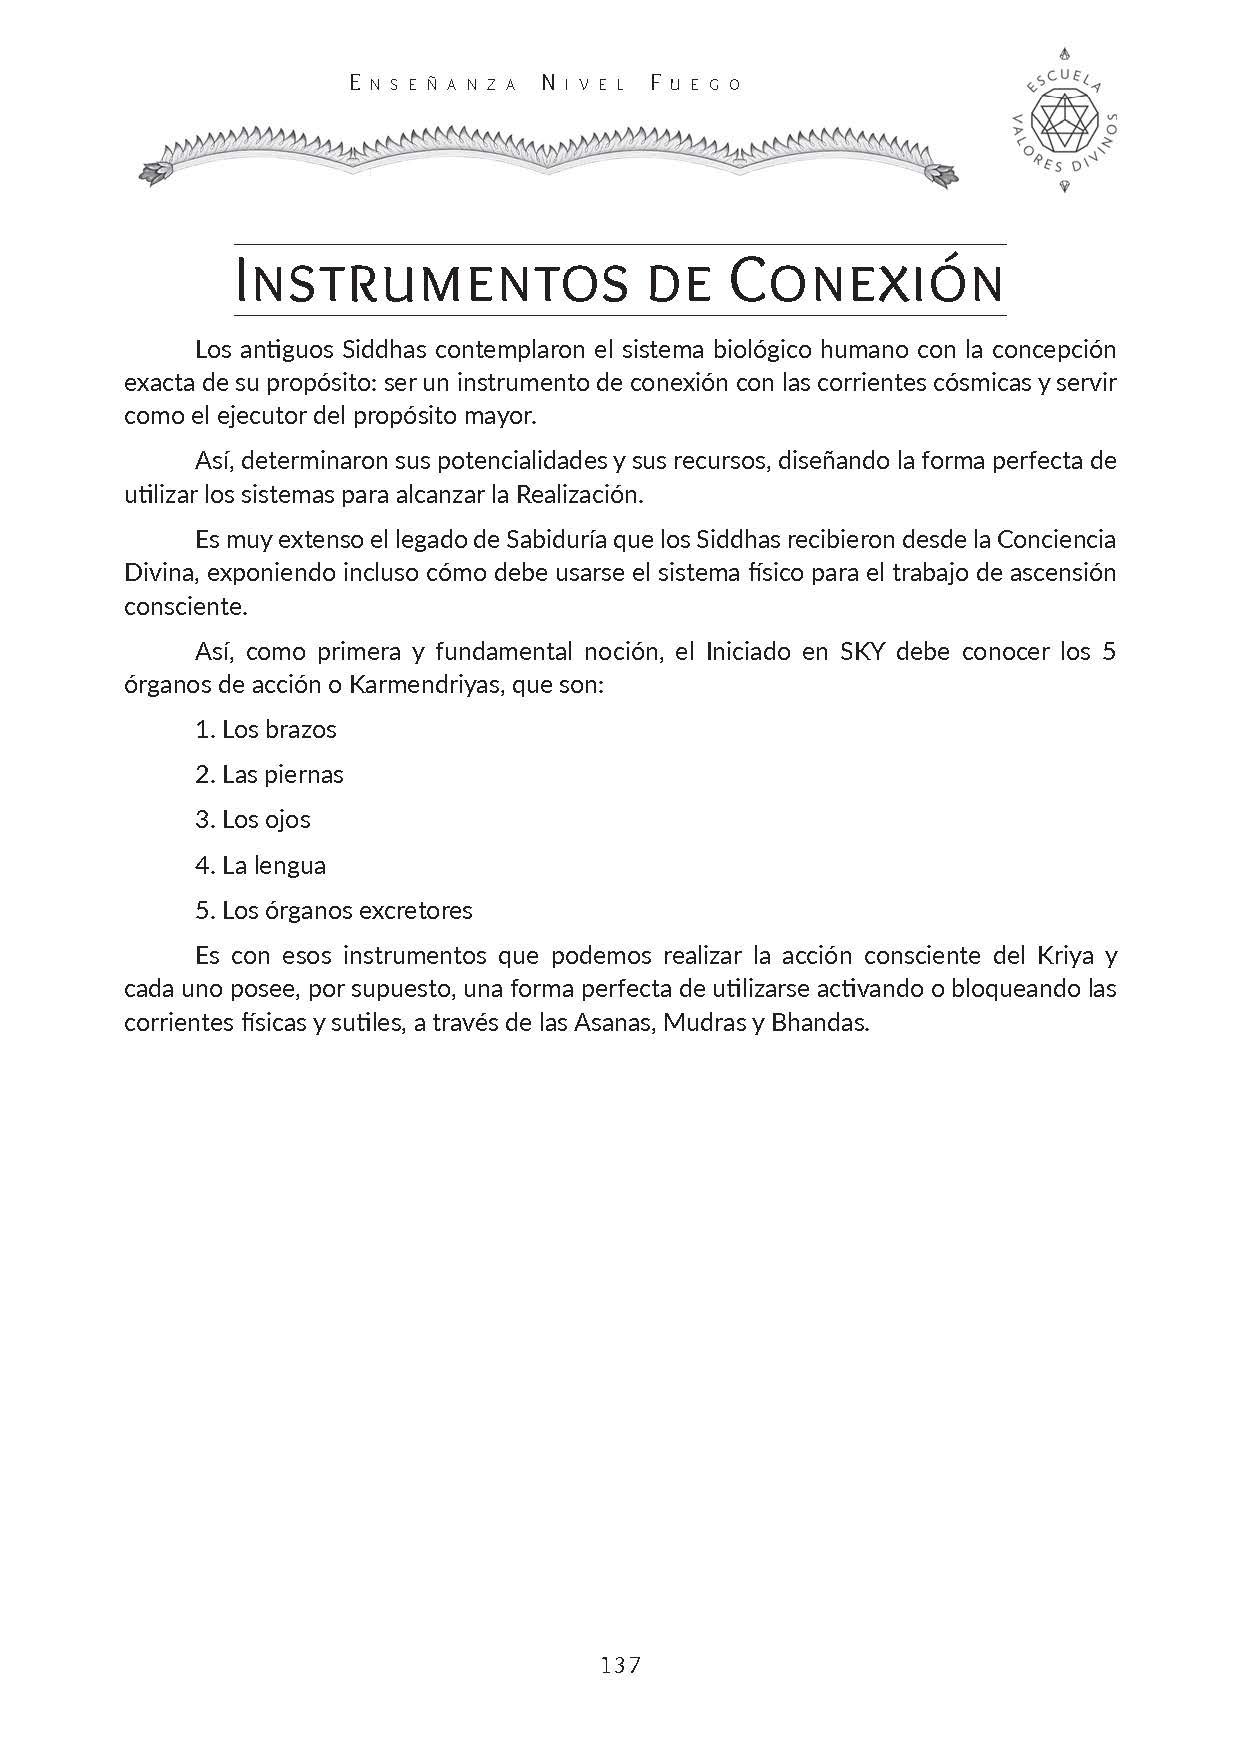 Enseñanza Nivel Fuego
ESCUELA
VALORES DIVINOS
Instrumentos de Conexión
Los antiguos Siddhas contemplaron el sistema biológico humano con la concepción
exacta de su propósito: ser un instrumento de conexión con las corrientes cósmicas y servir
como el ejecutor del propósito mayor.
Así, determinaron sus potencialidades y sus recursos, diseñando la forma perfecta de
utilizar los sistemas para alcanzar la Realización.
Es muy extenso el legado de Sabiduría que los Siddhas recibieron desde la Conciencia
Divina, exponiendo incluso cómo debe usarse el sistema físico para el trabajo de ascensión
consciente.
Así, como primera y fundamental noción, el Iniciado en SKY debe conocer los 5
órganos de acción o Karmendriyas, que son:
1. Los brazos
2. Las piernas
3. Los ojos
4. La lengua
5. Los órganos excretores
Es con esos instrumentos que podemos realizar la acción consciente del Kriya y
cada uno posee, por supuesto, una forma perfecta de utilizarse activando o bloqueando las
corrientes físicas y sutiles, a través de las Asanas, Mudras y Bhandas.
137